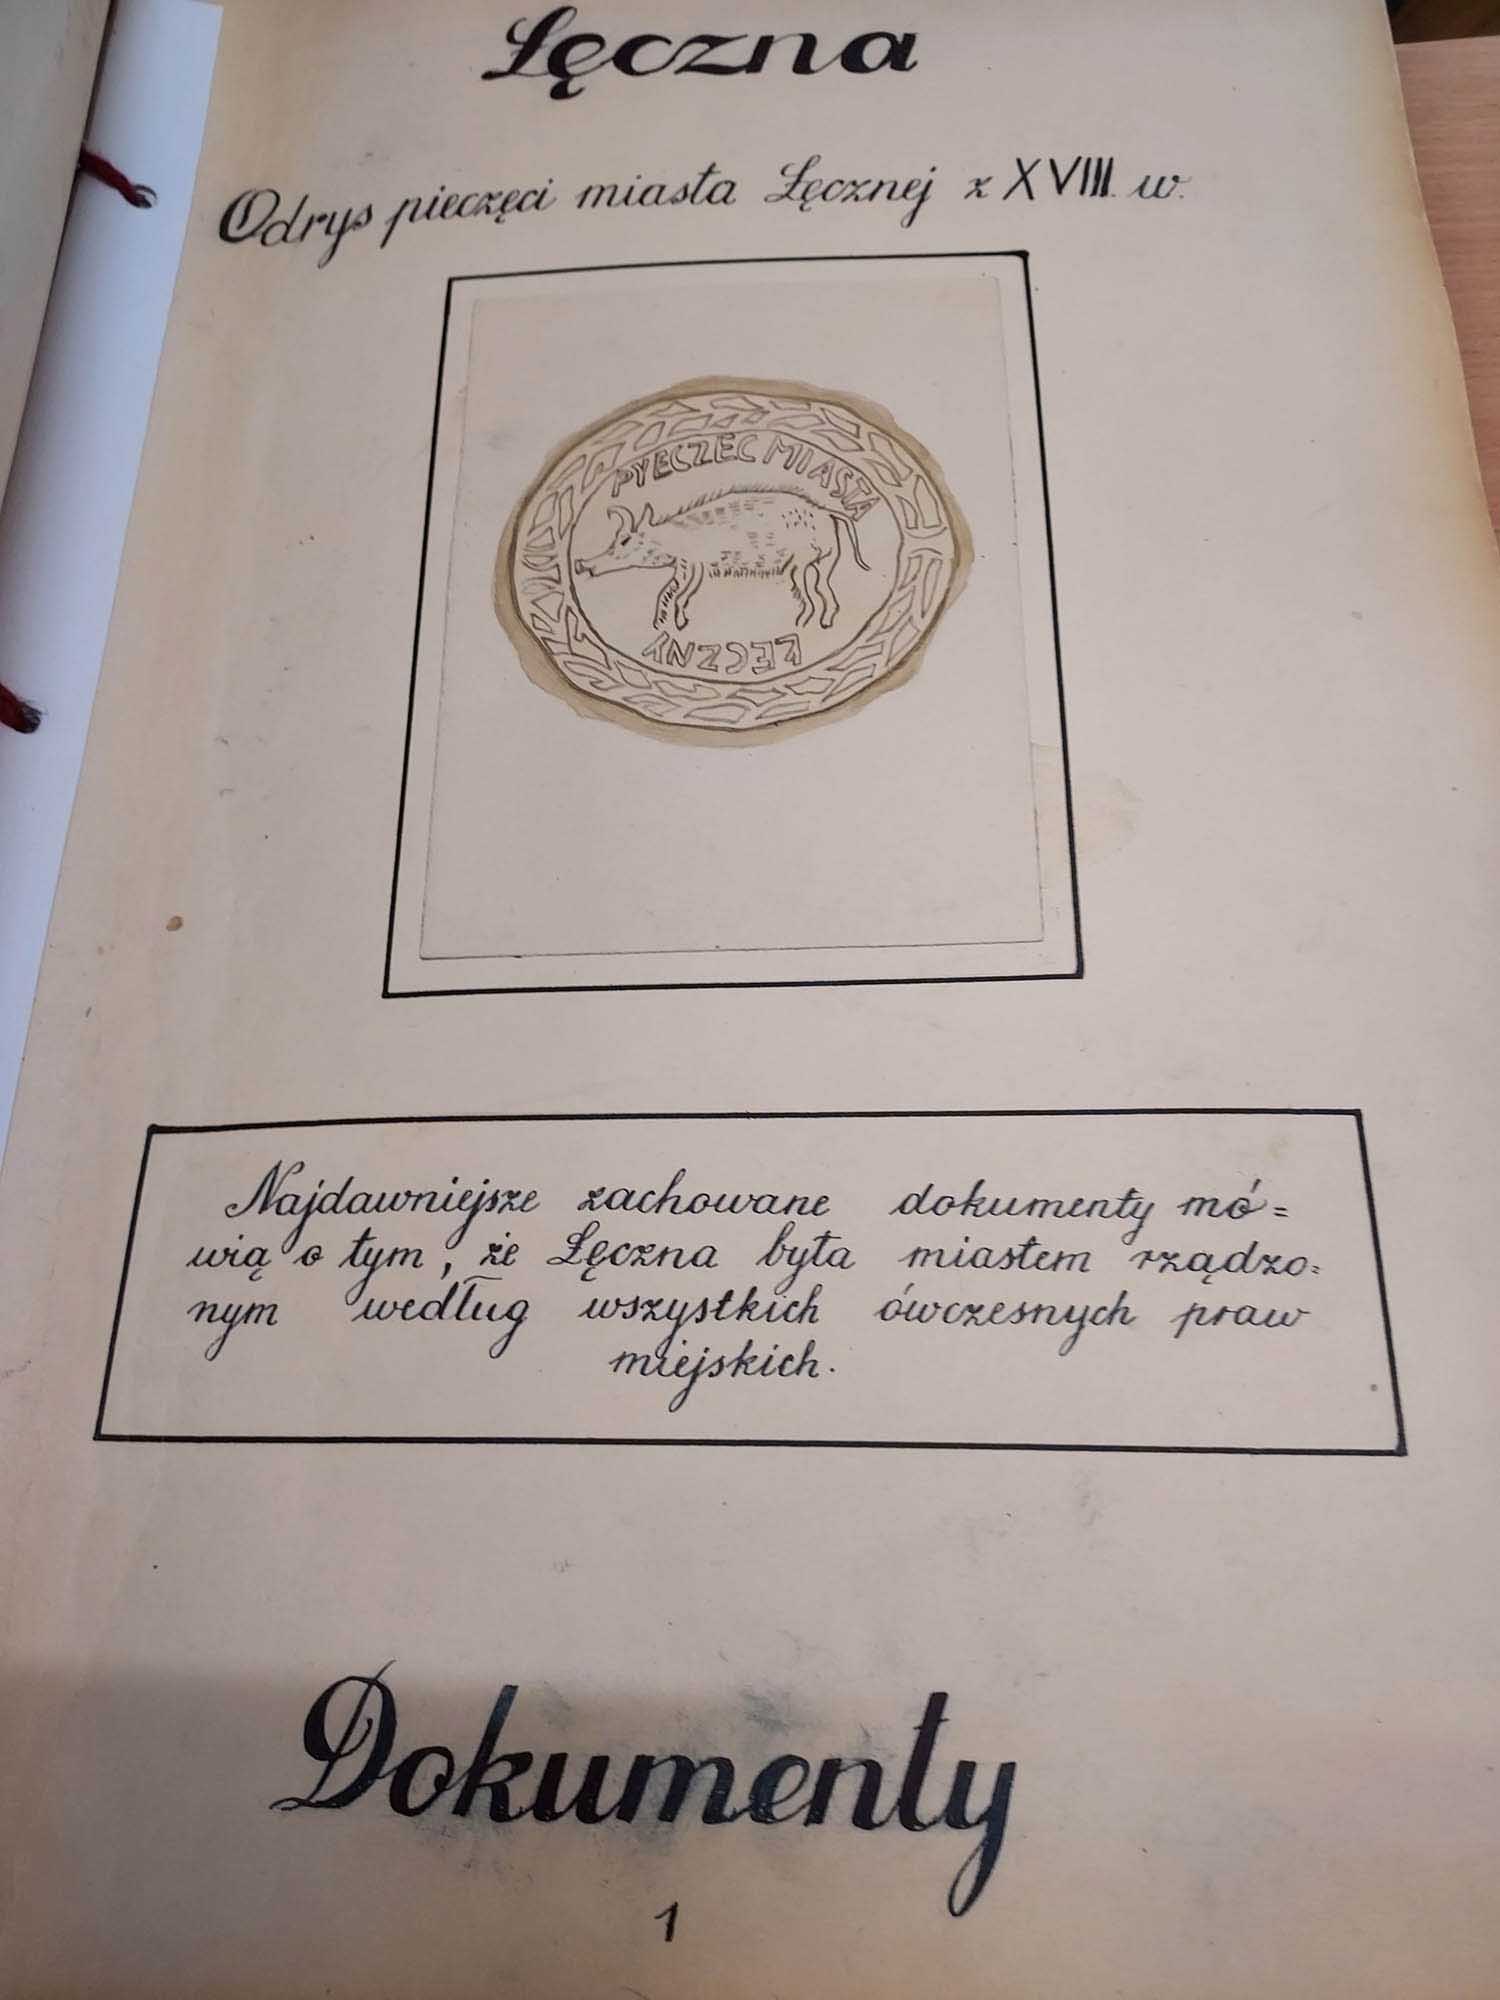 Łęczna
Odrys pieczęci miasta Łęcznej z XVIII. w.
PYECZEC MIASTA
ŁĘCZNY
Najdawniejsze zachowane dokumenty mó=
wią o tym, że Łęczna była miastem rządzo=
nym według wszystkich ówczesnych praw
miejskich.
Dokumenty
1